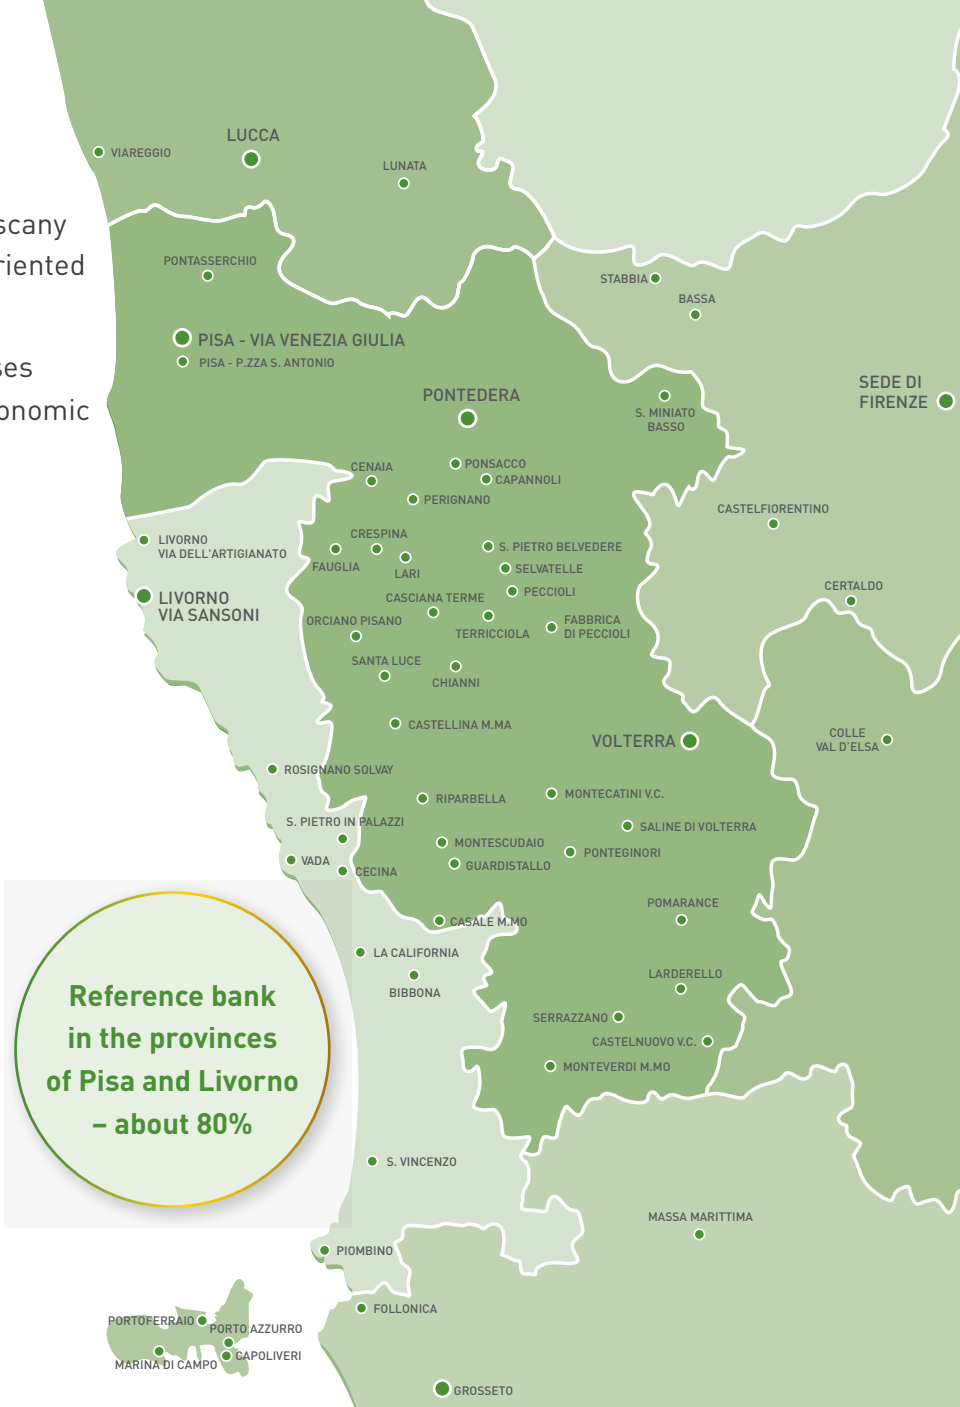 LUCCA
VIAREGGIO
LUNATA
PONTASSERCHIO
STABBIA
BASSA
PISA - VIA VENEZIA GIULIA
PISA - P.ZZA S. ANTONIO
SEDE DI
FIRENZE
PONTEDERA
S. MINIATO
BASSO
CENAIA
PONSACCO
CAPANNOLI
PERIGNANO
CASTELFIORENTINO
LIVORNO
VIA DELL'ARTIGIANATO
CRESPINA
FAUGLIA
LARI
S. PIETRO BELVEDERE
SELVATELLE
PECCIOLI
CERTALDO
LIVORNO
VIA SANSONI
CASCIANA TERME
ORCIANO PISANO
TERRICCIOLA
FABBRICA
DI PECCIOLI
SANTA LUCE
CHIANNI
CASTELLINA M.MA
VOLTERRA
COLLE
VAL D'ELSA
ROSIGNANO SOLVAY
RIPARBELLA
MONTECATINI V.C.
S. PIETRO IN PALAZZI
SALINE DI VOLTERRA
MONTESCUDAIO
PONTEGINORI
VADA
GUARDISTALLO
CECINA
POMARANCE
CASALE M.MO
LA CALIFORNIA
LARDERELLO
BIBBONA
SERRAZZANO
CASTELNUOVO V.C.
MONTEVERDI M.MO
S. VINCENZO
MASSA MARITTIMA
PIOMBINO
FOLLONICA
PORTOFERRAIO
PORTO AZZURRO
CAPOLIVERI
MARINA DI CAMPO
GROSSETO
scany
riented
ses
onomic
Reference bank
in the provinces
of Pisa and Livorno
– about 80%